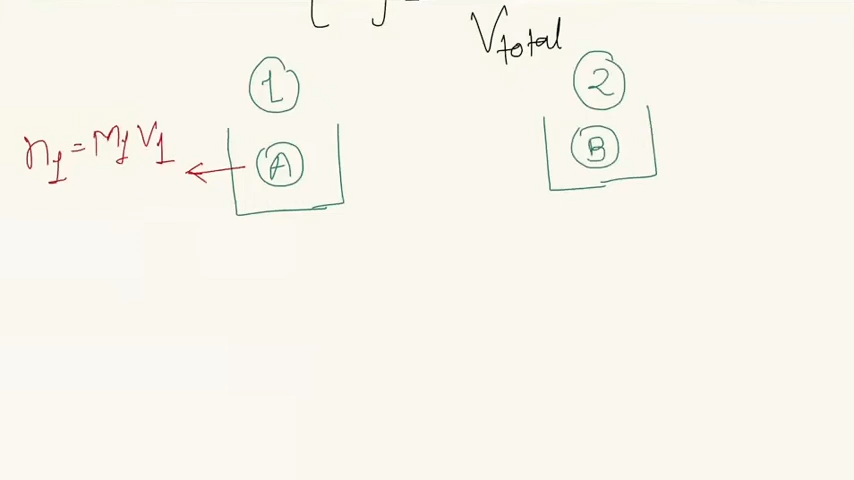 [ ] =
V_total
1 2
n_1 = M_1 V_1
A B